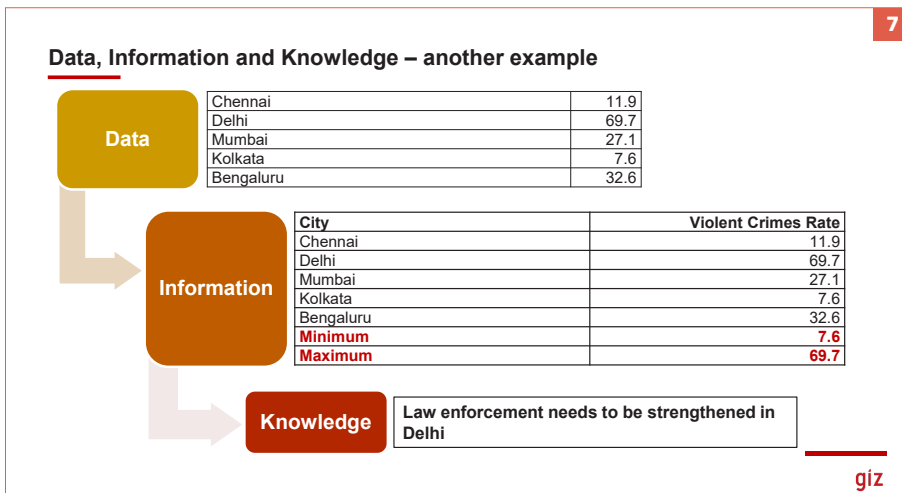 7
Data, Information and Knowledge – another example
Data
Chennai 11.9
Delhi 69.7
Mumbai 27.1
Kolkata 7.6
Bengaluru 32.6
Information
City Violent Crimes Rate
Chennai 11.9
Delhi 69.7
Mumbai 27.1
Kolkata 7.6
Bengaluru 32.6
Minimum 7.6
Maximum 69.7
Knowledge
Law enforcement needs to be strengthened in
Delhi
giz